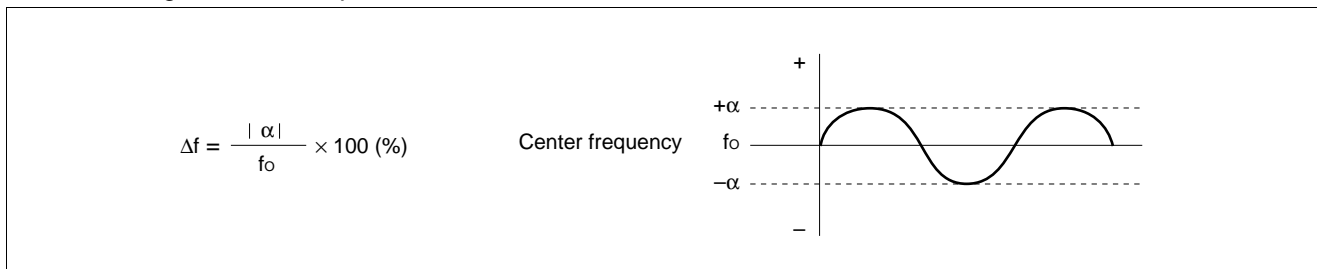 +
+α
Δf = | α| / fo × 100 (%)
Center frequency
fo
−α
−